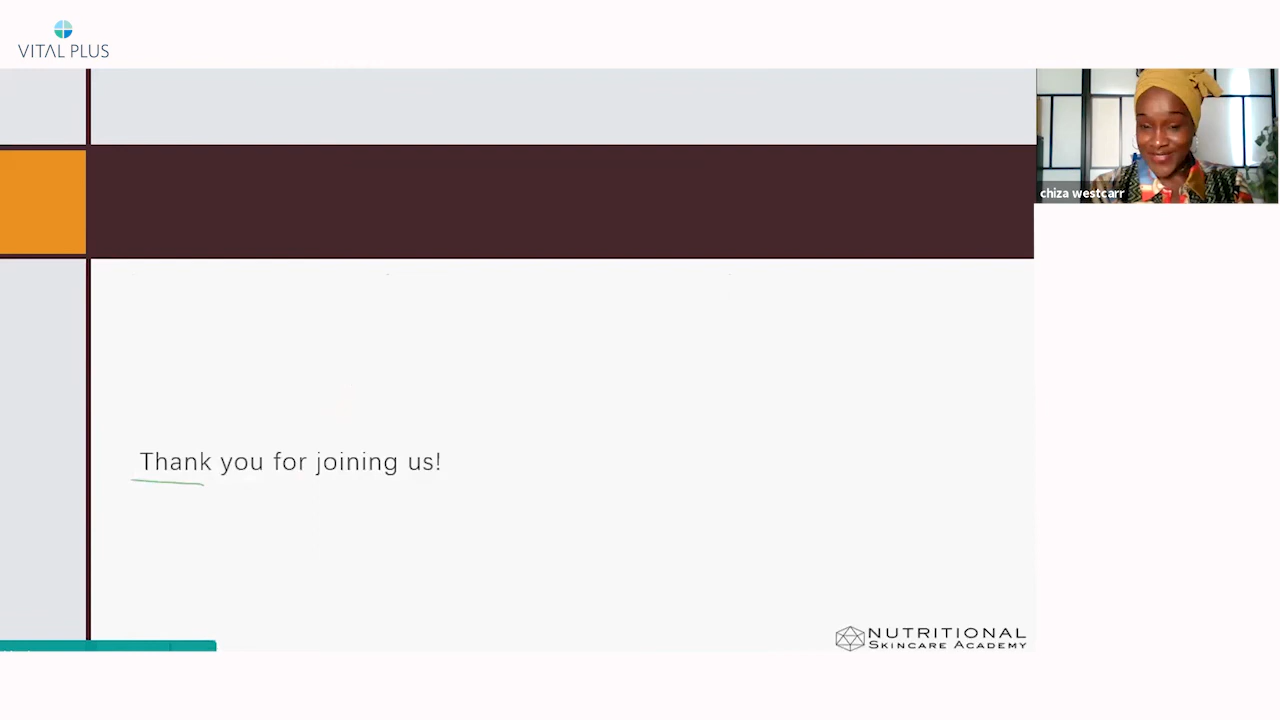 VITAL PLUS
chiza westcarr
Thank you for joining us!
NUTRITIONAL
SKINCARE ACADEMY